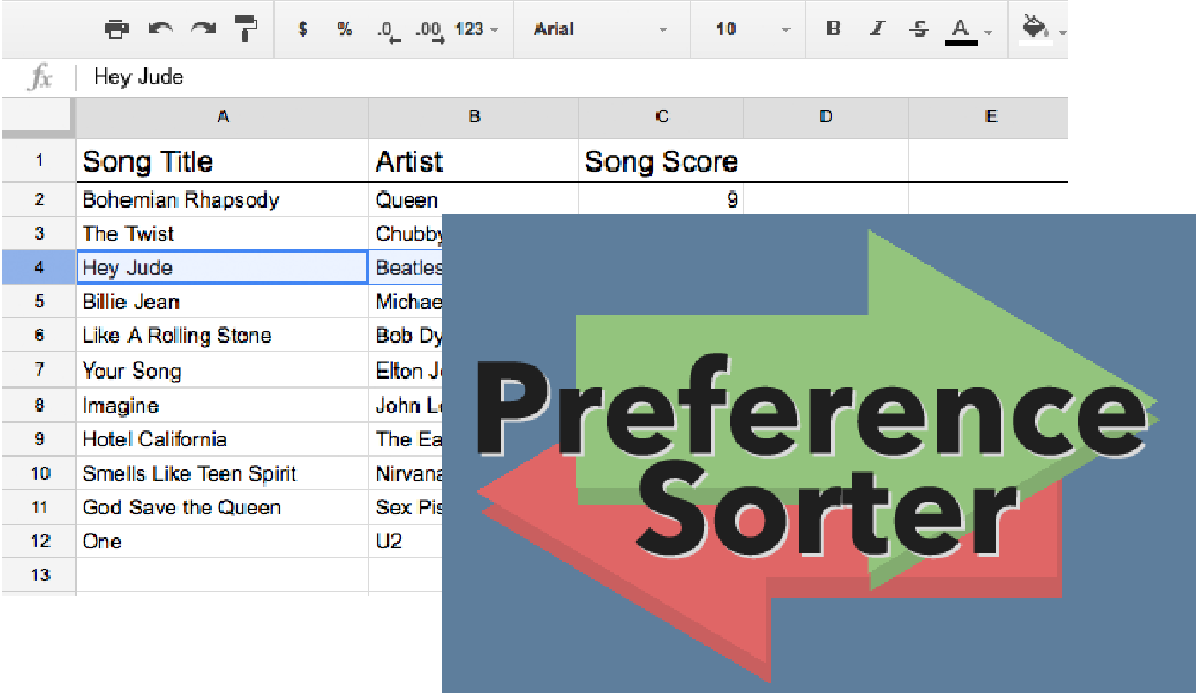 $ % .0 .00 123 Arial 10 B I S A
fx Hey Jude
A B C D E
1 Song Title Artist Song Score
2 Bohemian Rhapsody Queen 9
3 The Twist Chubby
4 Hey Jude Beatles
5 Billie Jean Michae
6 Like A Rolling Stone Bob Dy
7 Your Song Elton J
8 Imagine John Le
9 Hotel California The Ea
10 Smells Like Teen Spirit Nirvana
11 God Save the Queen Sex Pis
12 One U2
13
Preference
Sorter